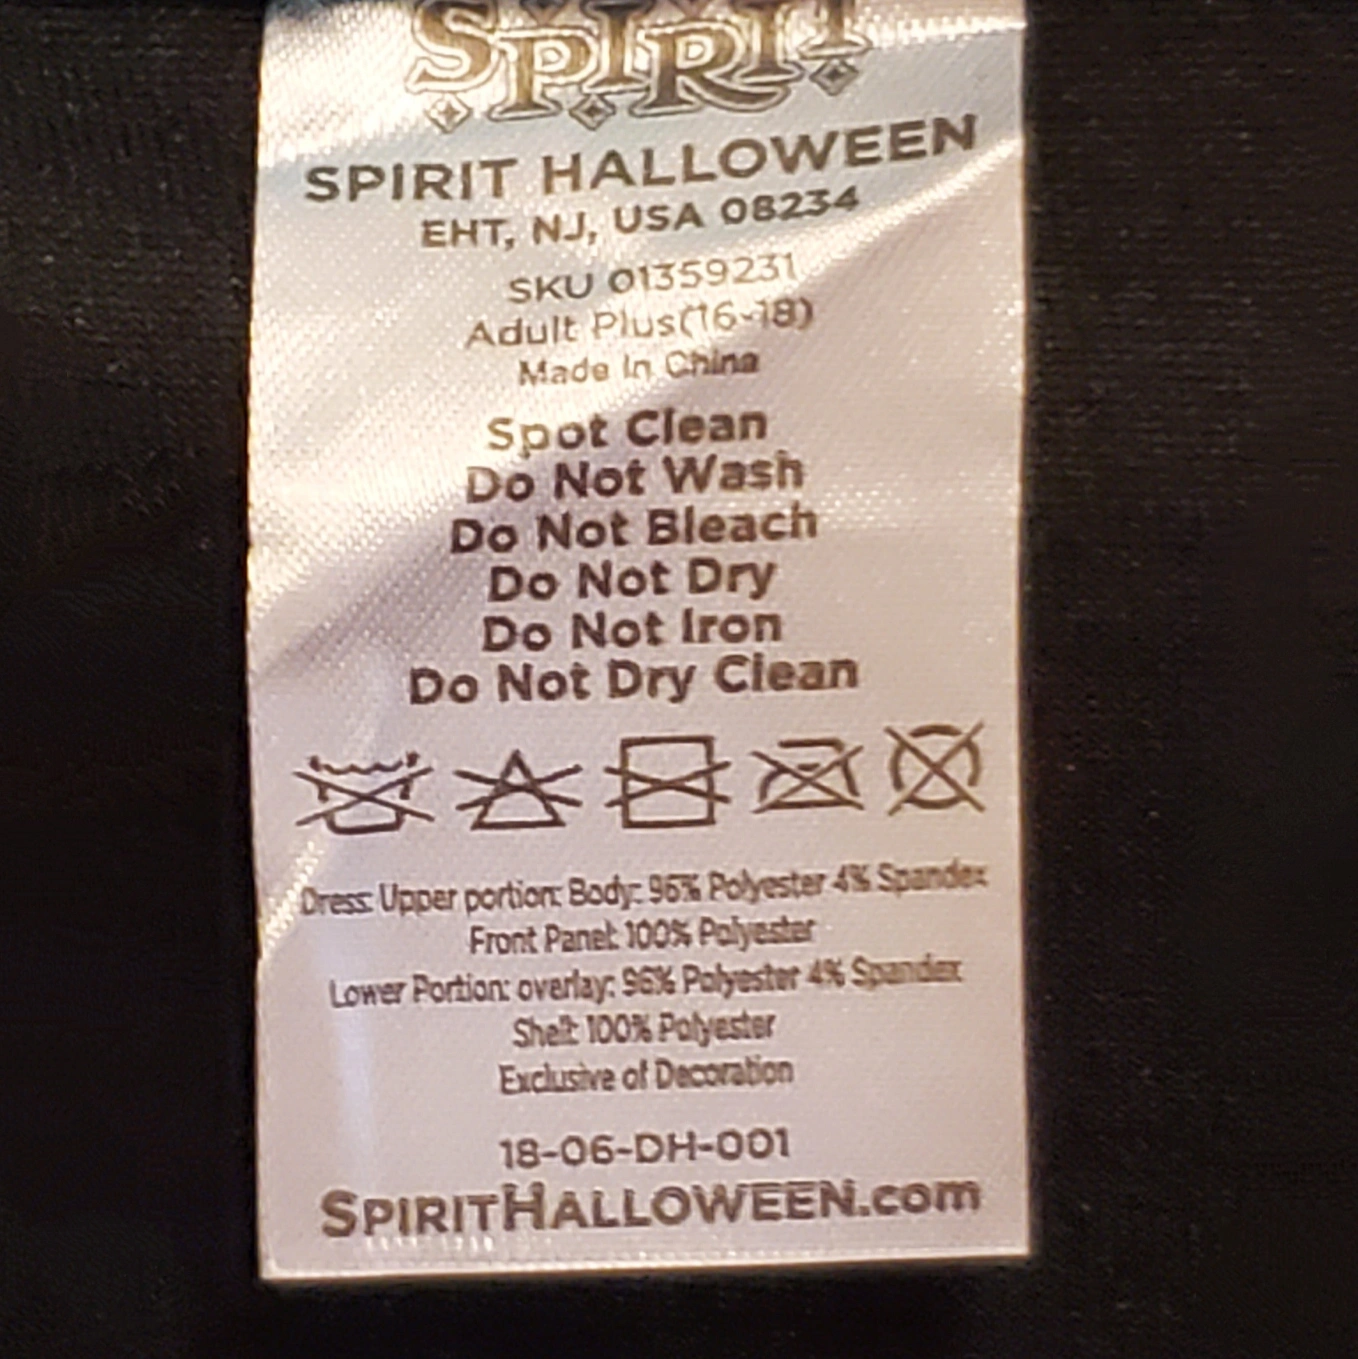 SPIRIT
SPIRIT HALLOWEEN
EHT, NJ, USA 08234
SKU 01359231
Adult Plus(16-18)
Made In China
Spot Clean
Do Not Wash
Do Not Bleach
Do Not Dry
Do Not Iron
Do Not Dry Clean
Dress: Upper portion: Body: 96% Polyester 4% Spandex
Front Panel: 100% Polyester
Lower Portion: overlay: 96% Polyester 4% Spandex
Shell: 100% Polyester
Exclusive of Decoration
18-06-DH-001
SPIRITHALLOWEEN.com